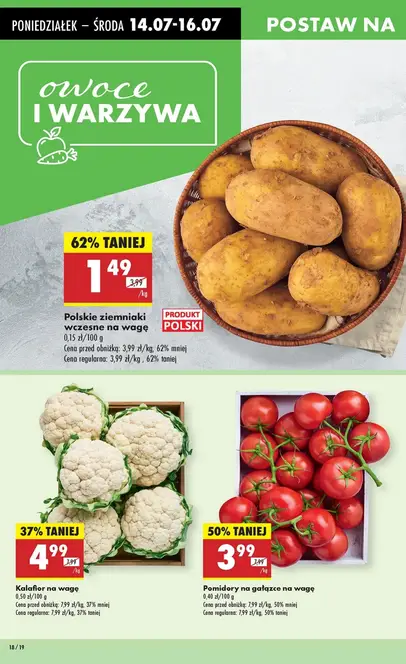 PONIEDZIAŁEK – ŚRODA 14.07-16.07
POSTAW NA
owoce
I WARZYWA
62% TANIEJ
1 49
3,99
/kg
Polskie ziemniaki
wczesne na wagę
0,15 zł/100 g
Cena przed obniżką: 3,99 zł/kg, 62% mniej
Cena regularna: 3,99 zł/kg , 62% taniej
PRODUKT
POLSKI
37% TANIEJ
4 99
7,99
/kg
Kalafior na wagę
0,50 zł/100 g
Cena przed obniżką: 7,99 zł/kg, 37% mniej
Cena regularna: 7,99 zł/kg, 37% taniej
50% TANIEJ
3 99
7,99
/kg
Pomidory na gałązce na wagę
0,40 zł/100 g
Cena przed obniżką: 7,99 zł/kg, 50% mniej
Cena regularna: 7,99 zł/kg, 50% taniej
18/19